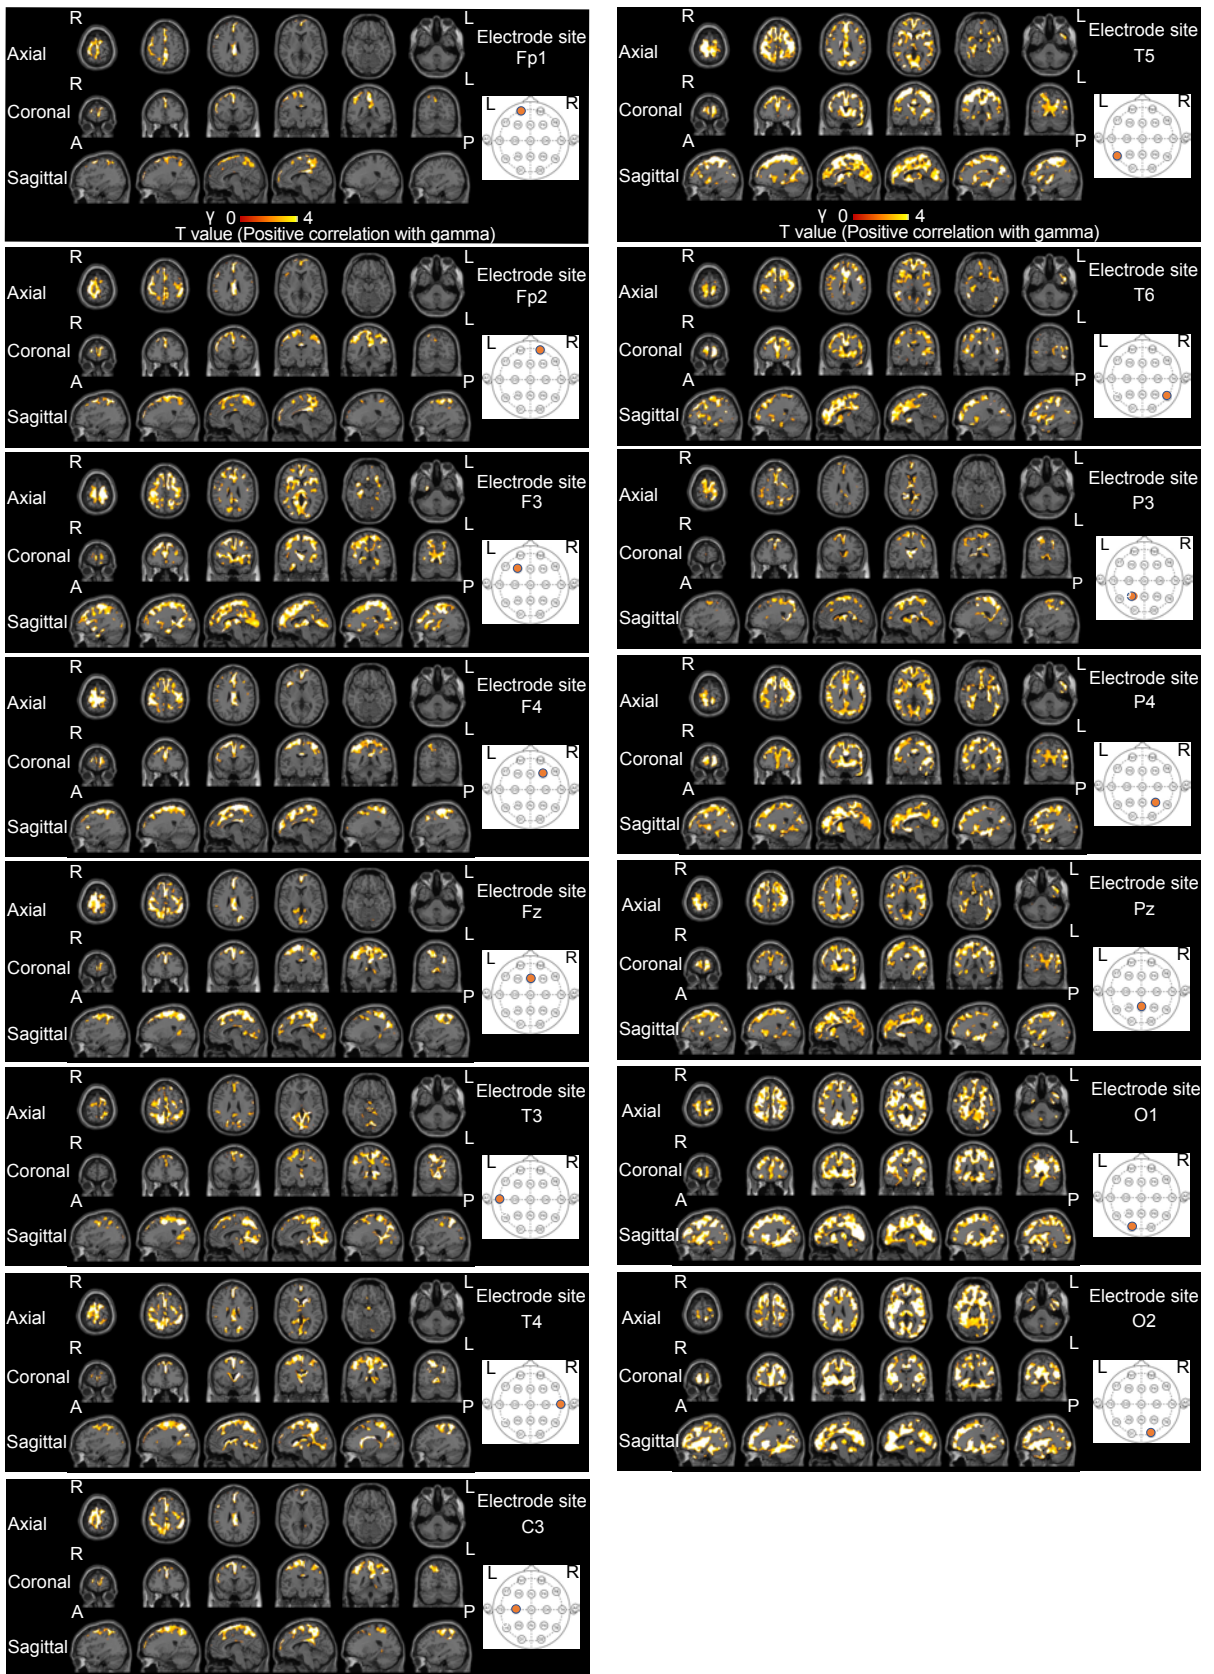 R
L
Electrode site
Fp1
Axial
R
L
Coronal
L R
A
P
Sagittal
γ 0 4
T value (Positive correlation with gamma)
R
L
Electrode site
Fp2
Axial
R
L
Coronal
L R
A
P
Sagittal
R
L
Electrode site
F3
Axial
R
L
Coronal
L R
A
P
Sagittal
R
L
Electrode site
F4
Axial
R
L
Coronal
L R
A
P
Sagittal
R
L
Electrode site
Fz
Axial
R
L
Coronal
L R
A
P
Sagittal
R
L
Electrode site
T3
Axial
R
L
Coronal
L R
A
P
Sagittal
R
L
Electrode site
T4
Axial
R
L
Coronal
L R
A
P
Sagittal
R
L
Electrode site
C3
Axial
R
L
Coronal
L R
A
P
Sagittal
L
R
Electrode site
T5
Axial
R
L
Coronal
L R
A
P
Sagittal
γ 0 4
T value (Positive correlation with gamma)
R
L
Electrode site
T6
Axial
R
L
Coronal
L R
A
P
Sagittal
R
L
Electrode site
P3
Axial
R
L
Coronal
L R
A
P
Sagittal
R
L
Electrode site
P4
Axial
R
L
Coronal
L R
A
P
Sagittal
R
L
Electrode site
Pz
Axial
R
L
Coronal
L R
A
P
Sagittal
R
L
Electrode site
O1
Axial
R
L
Coronal
L R
A
P
Sagittal
R
L
Electrode site
O2
Axial
R
L
Coronal
L R
A
P
Sagittal